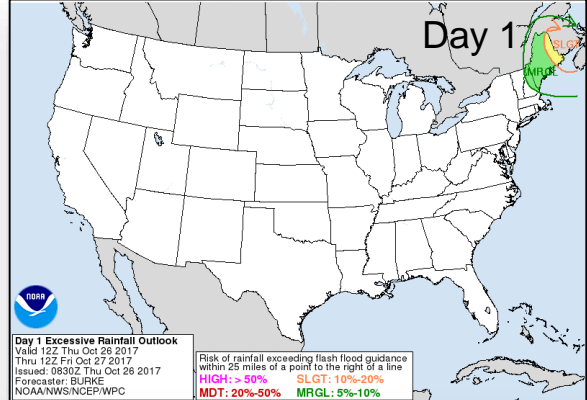 Day 1
SLGT
MRGL
NOAA
Day 1 Excessive Rainfall Outlook
Valid 12Z Thu Oct 26 2017
Thru 12Z Fri Oct 27 2017
Issued: 0830Z Thu Oct 26 2017
Forecaster: BURKE
NOAA/NWS/NCEP/WPC
Risk of rainfall exceeding flash flood guidance
within 25 miles of a point to the right of a line
HIGH: > 50% SLGT: 10%-20%
MDT: 20%-50% MRGL: 5%-10%